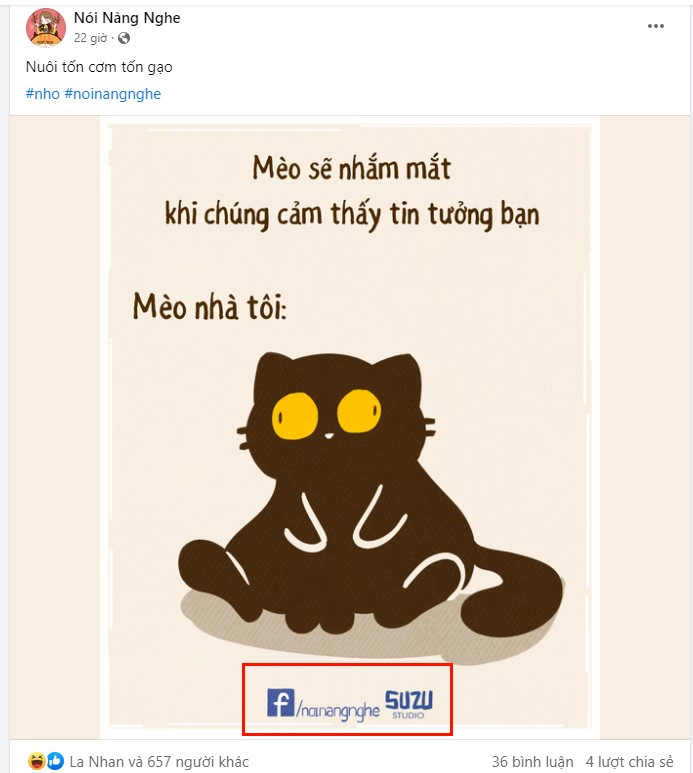 Nói Nàng Nghe
22 giờ ·
Nuôi tốn cơm tốn gạo
#nho #noinangnghe
Mèo sẽ nhắm mắt
khi chúng cảm thấy tin tưởng bạn
Mèo nhà tôi:
f/noinangnghe SUZU
STUDIO
La Nhan và 657 người khác 36 bình luận 4 lượt chia sẻ